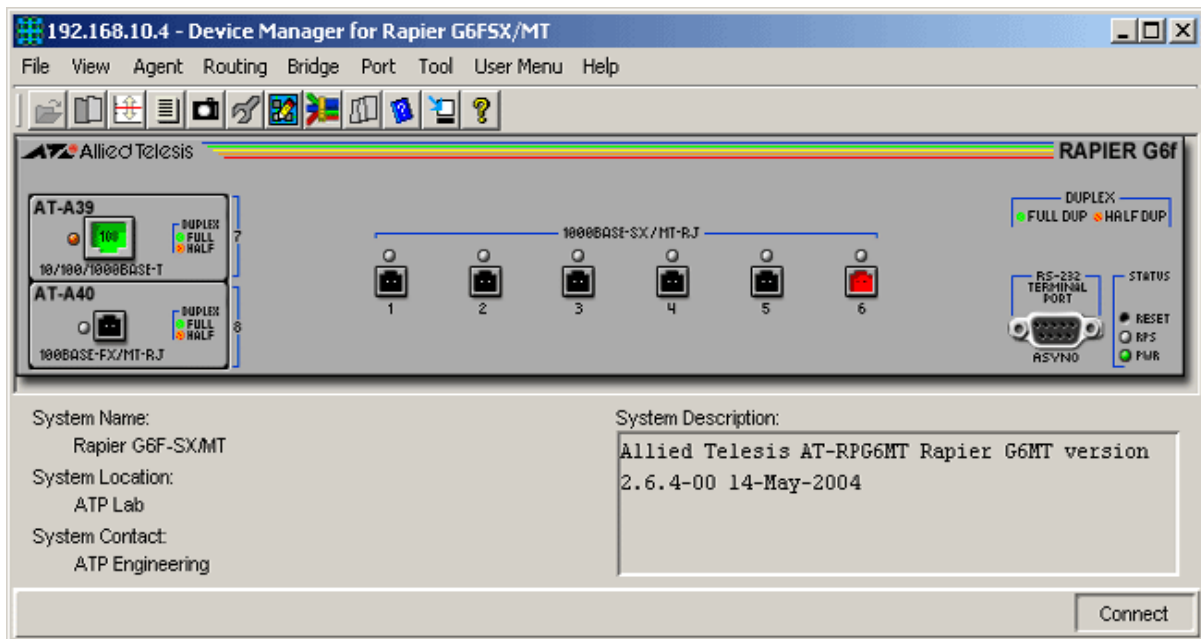 192.168.10.4 - Device Manager for Rapier G6FSX/MT
File View Agent Routing Bridge Port Tool User Menu Help
Allied Telesis
RAPIER G6f
AT-A39
100
DUPLEX
FULL
HALF
7
10/100/1000BASE-T
AT-A40
DUPLEX
FULL
HALF
8
100BASE-FX/MT-RJ
1000BASE-SX/MT-RJ
1 2 3 4 5 6
DUPLEX
FULL DUP HALF DUP
RS-232
TERMINAL
PORT
ASYN0
STATUS
RESET
RPS
PWR
System Name:
Rapier G6F-SX/MT
System Location:
ATP Lab
System Contact:
ATP Engineering
System Description:
Allied Telesis AT-RPG6MT Rapier G6MT version
2.6.4-00 14-May-2004
Connect